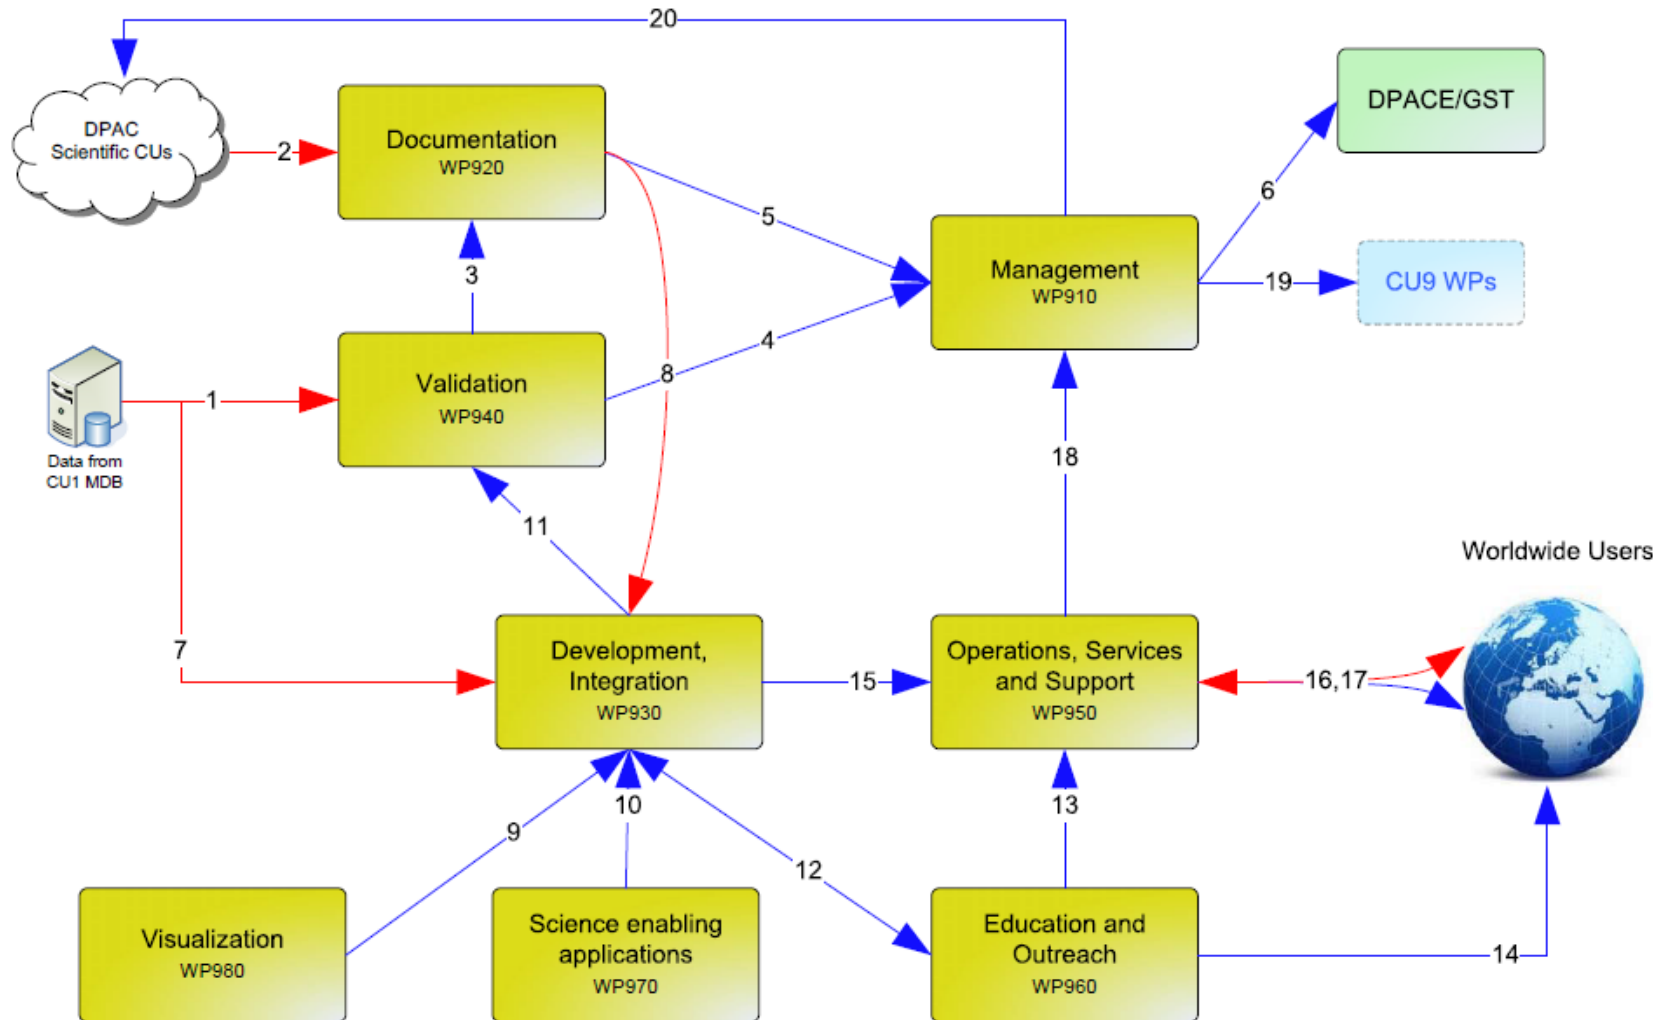 20
DPACE/GST
DPAC
Scientific CUs
2
Documentation
WP920
6
5
3
Management
WP910
19
CU9 WPs
4
8
Validation
WP940
1
Data from
CU1 MDB
18
11
Worldwide Users
7
Development,
Integration
WP930
15
Operations, Services
and Support
WP950
16,17
10
13
9
12
Visualization
WP980
Science enabling
applications
WP970
Education and
Outreach
WP960
14